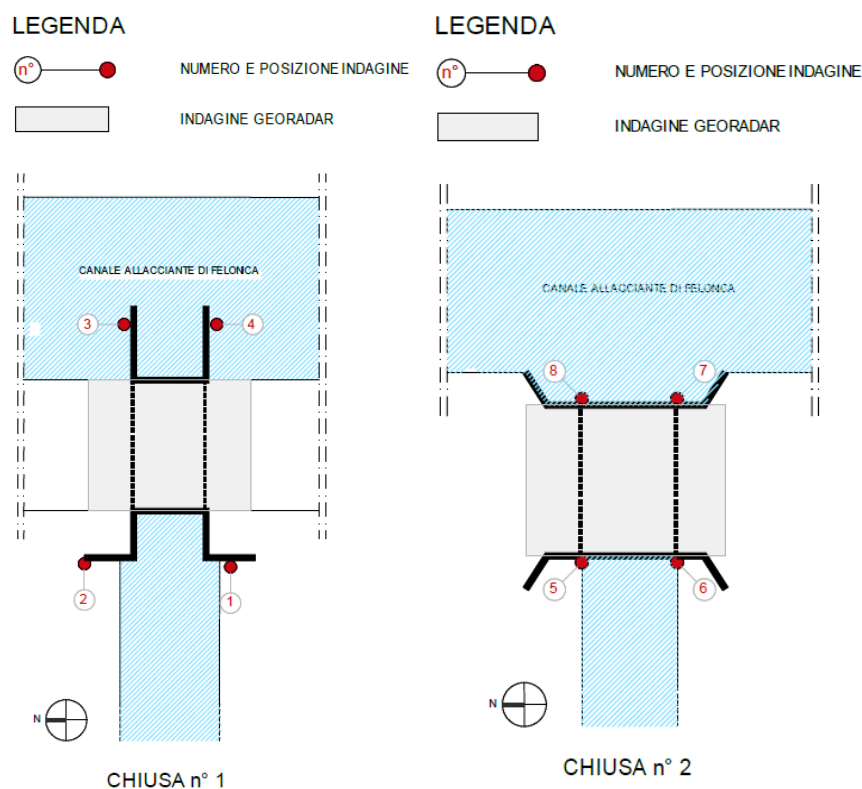 LEGENDA
n°
NUMERO E POSIZIONE INDAGINE
INDAGINE GEORADAR
CANALE ALLACCIANTE DI FELONICA
3
4
2
1
N
CHIUSA n° 1
LEGENDA
n°
NUMERO E POSIZIONE INDAGINE
INDAGINE GEORADAR
CANALE ALLACCIANTE DI FELONICA
8
7
5
6
N
CHIUSA n° 2